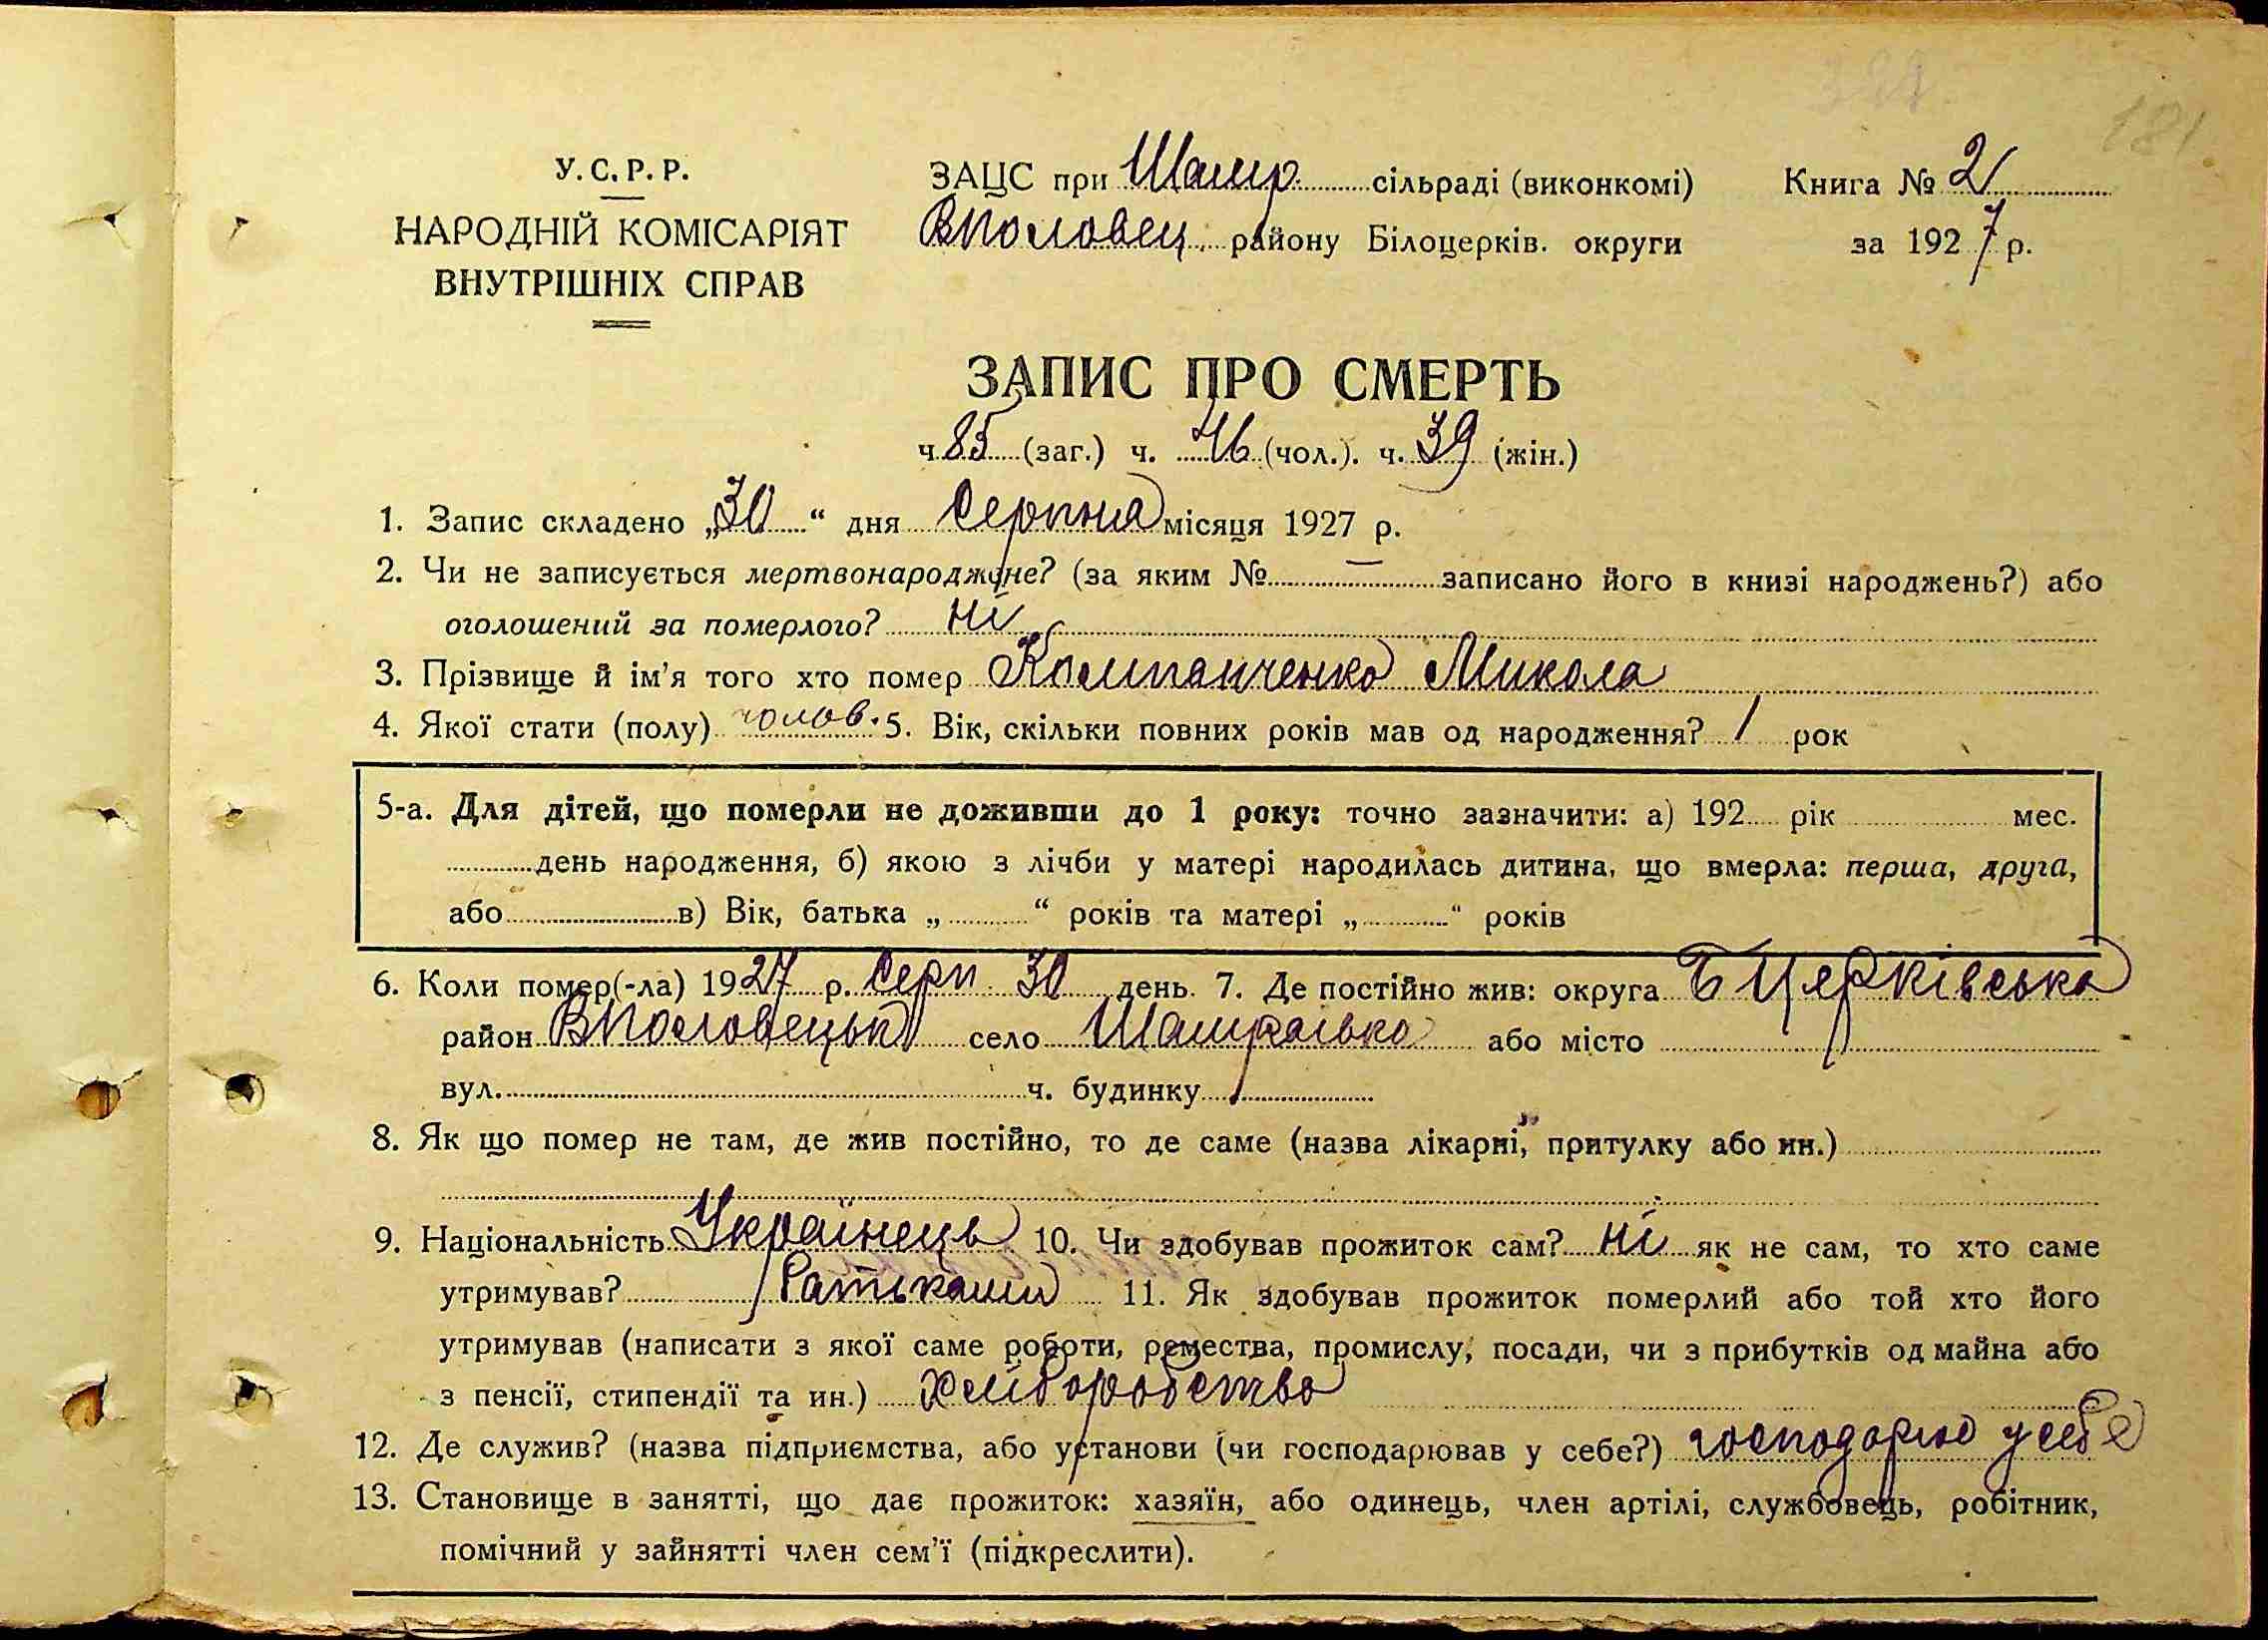 181.
У.С.Р.Р.
НАРОДНІЙ КОМІСАРІЯТ
ВНУТРІШНІХ СПРАВ
ЗАЦС при Шамр. сільраді (виконкомі)
ВПоловец. району Білоцерків. округи
Книга № 2
за 1927 р.
ЗАПИС ПРО СМЕРТЬ
ч. 85 (заг.) ч. 46 (чол.). ч. 39 (жін.)
1. Запис складено „30“ дня Серпня місяця 1927 р.
2. Чи не записується мертвонароджене? (за яким № — записано його в книзі народжень?) або
оголошений за померлого? ні
3. Прізвище й ім’я того хто помер Компанченко Микола
4. Якої стати (полу) чолов. 5. Вік, скільки повних років мав од народження? 1 рок
5-а. Для дітей, що померли не доживши до 1 року: точно зазначити: а) 192 рік мес.
день народження, б) якою з лічби у матері народилась дитина, що вмерла: перша, друга,
або в) Вік, батька „ “ років та матері „ “ років
6. Коли помер(-ла) 1927 р. Серп. 30 день. 7. Де постійно жив: округа БЦерківська
район ВПоловецьк село Шамраївка або місто
вул. ч. будинку
8. Як що помер не там, де жив постійно, то де саме (назва лікарні, притулку або ин.)
9. Національність Українець 10. Чи здобував прожиток сам? ні як не сам, то хто саме
утримував? Батьками 11. Як здобував прожиток померлий або той хто його
утримував (написати з якої саме роботи, ремества, промислу, посади, чи з прибутків од майна або
з пенсії, стипендії та ин.) хліборобство
12. Де служив? (назва підприємства, або установи (чи господарював у себе?) господарює у себе
13. Становище в занятті, що дає прожиток: хазяїн, або одинець, член артілі, службовець, робітник,
помічний у зайнятті член сем’ї (підкреслити).